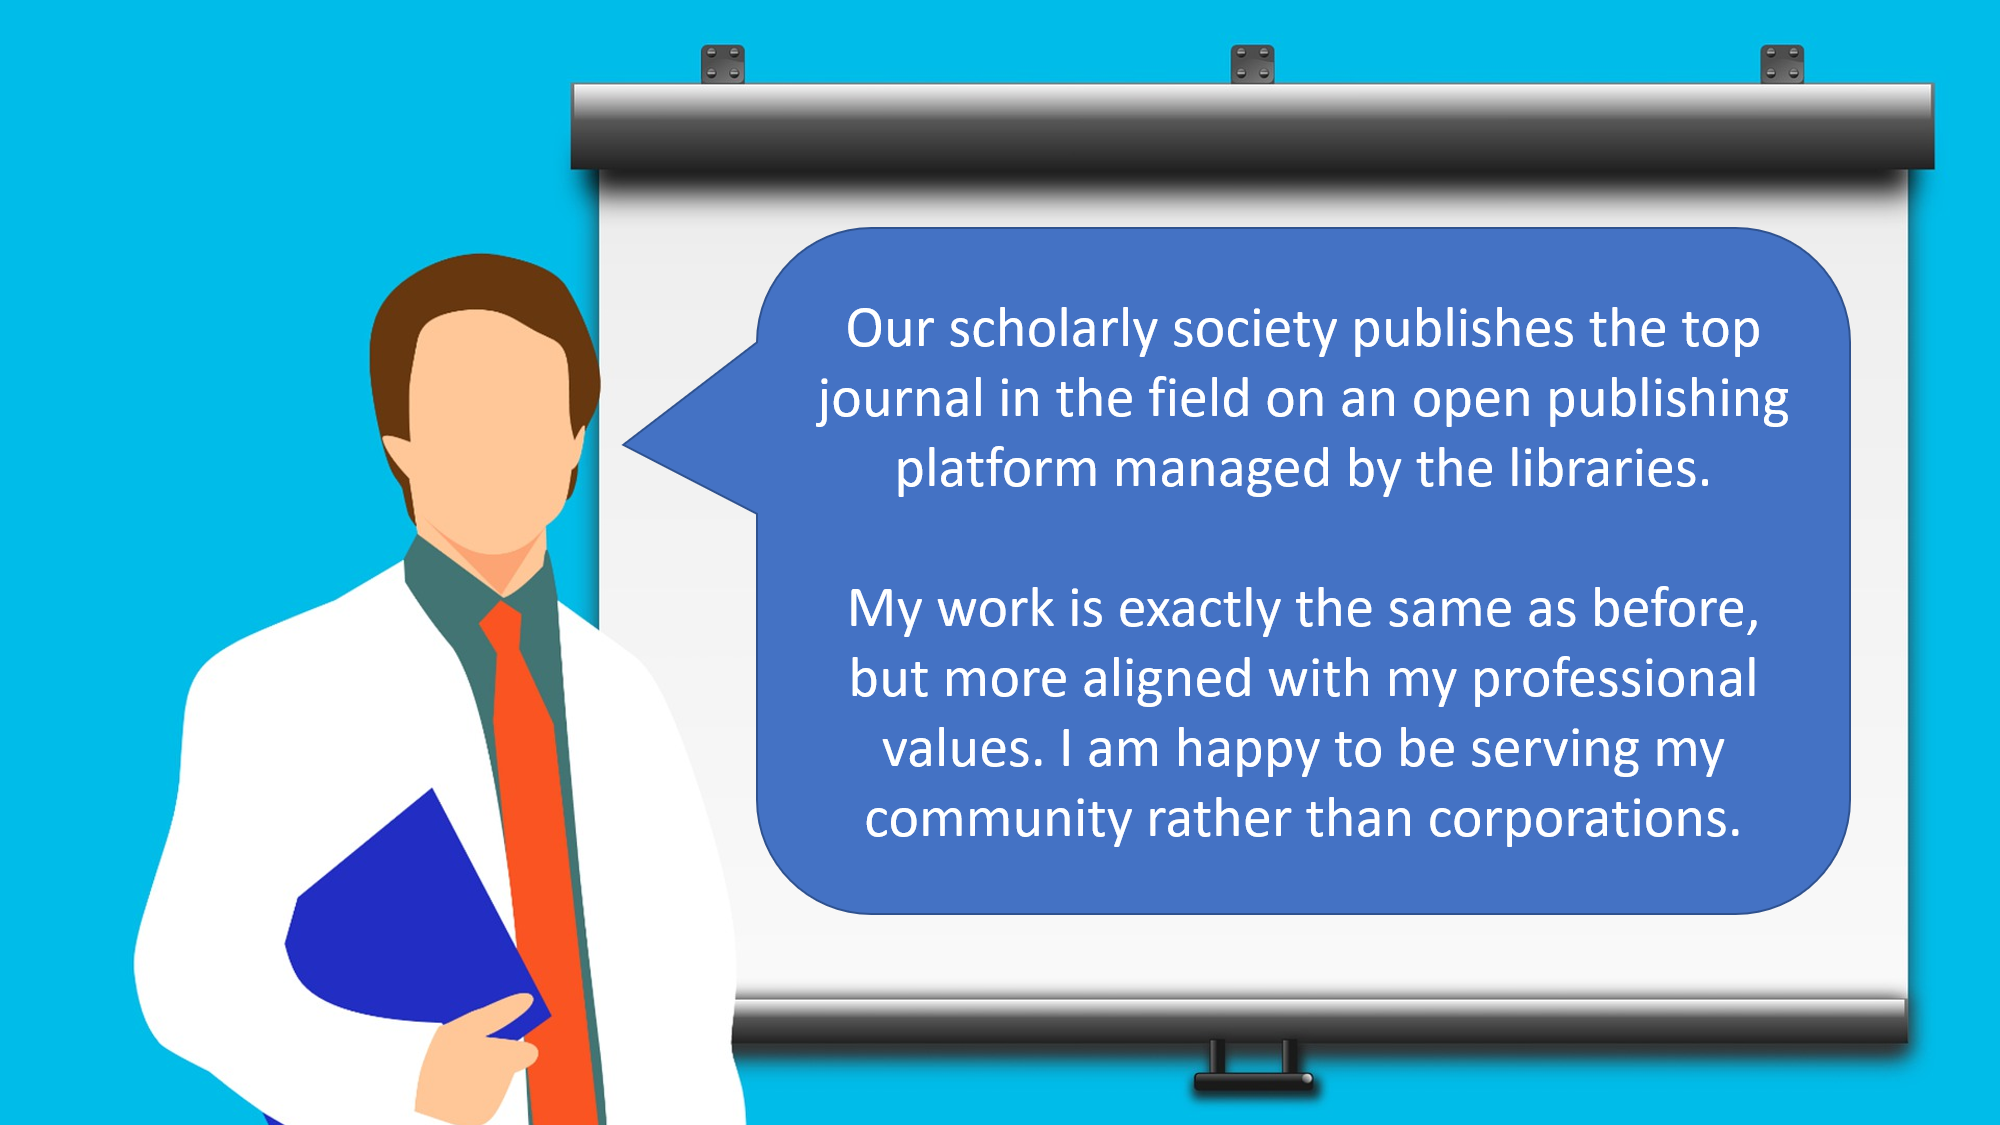 Our scholarly society publishes the top
journal in the field on an open publishing
platform managed by the libraries.
My work is exactly the same as before,
but more aligned with my professional
values. I am happy to be serving my
community rather than corporations.